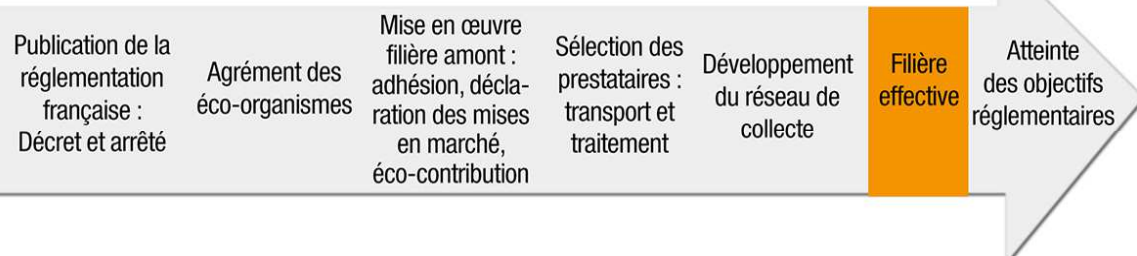 Publication de la
réglementation
française :
Décret et arrêté
Agrément des
éco-organismes
Mise en œuvre
filière amont :
adhésion, décla-
ration des mises
en marché,
éco-contribution
Sélection des
prestataires :
transport et
traitement
Développement
du réseau de
collecte
Filière
effective
Atteinte
des objectifs
réglementaires